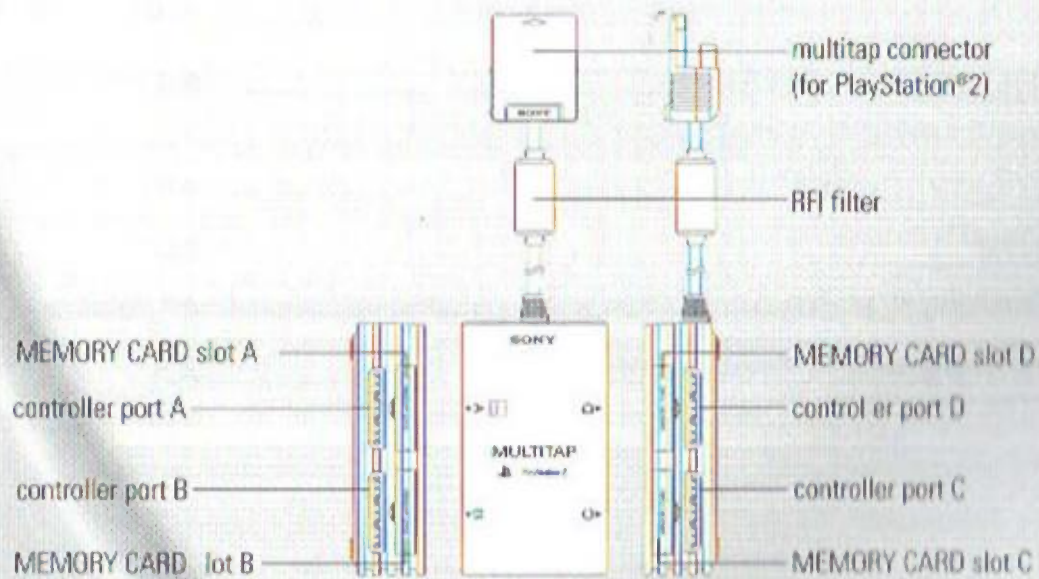 multitap connector
(for PlayStation®2)
SONY
RFI filter
SONY
MEMORY CARD slot A
MEMORY CARD slot D
controller port A
A
D
control er port D
MULTITAP
controller port B
B
C
controller port C
MEMORY CARD lot B
MEMORY CARD slot C